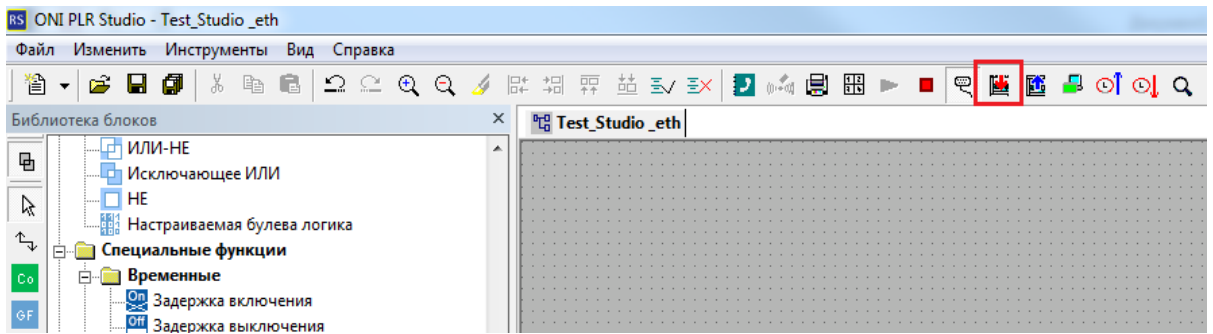 RS ONI PLR Studio - Test_Studio _eth
Файл Изменить Инструменты Вид Справка
Библиотека блоков
Test_Studio _eth
ИЛИ-НЕ
Исключающее ИЛИ
НЕ
Настраиваемая булева логика
Специальные функции
Временные
Co
On Задержка включения
GF
Off Задержка выключения